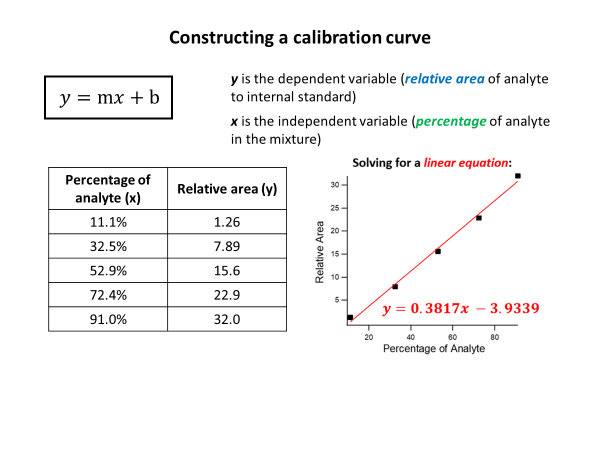 Constructing a calibration curve
y = mx + b
y is the dependent variable (relative area of analyte
to internal standard)
x is the independent variable (percentage of analyte
in the mixture)
Percentage of
analyte (x)
Relative area (y)
11.1% 1.26
32.5% 7.89
52.9% 15.6
72.4% 22.9
91.0% 32.0
Solving for a linear equation:
Relative Area
30
25
20
15
10
5
y = 0.3817x − 3.9339
20 40 60 80
Percentage of Analyte